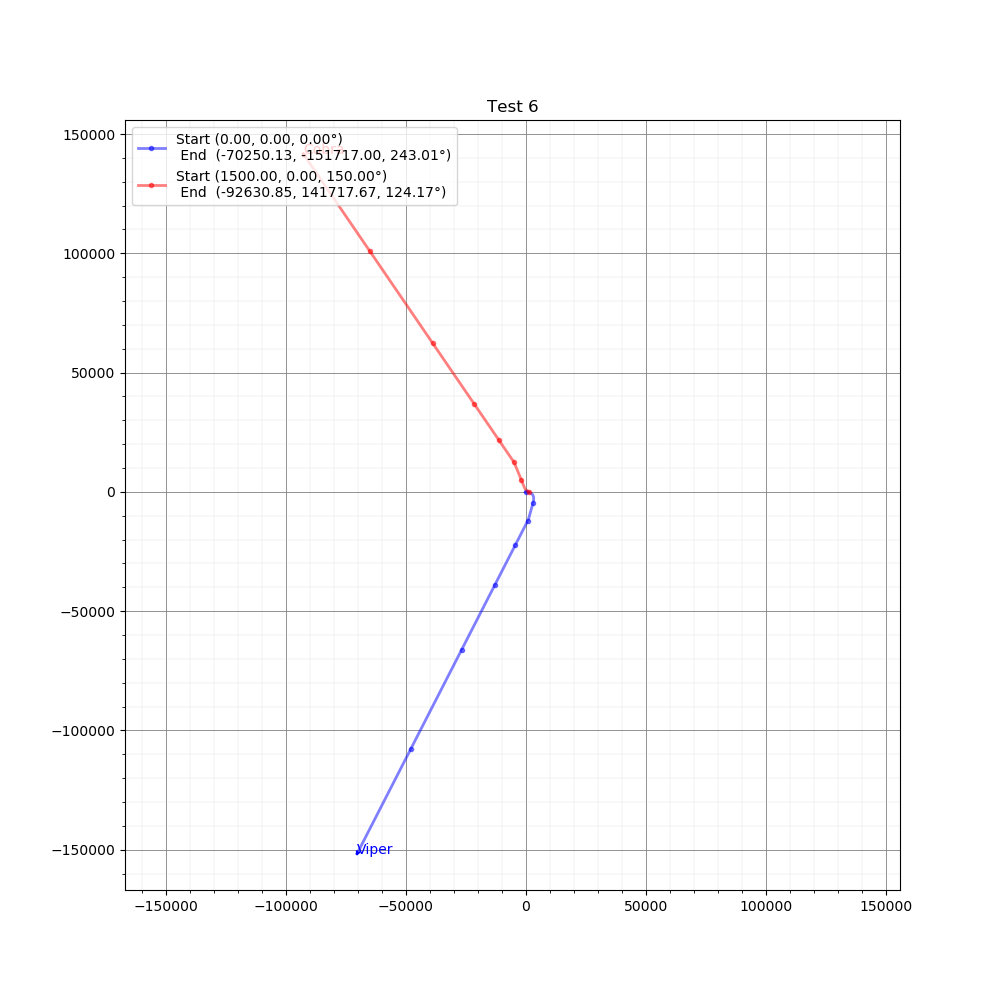 Test 6
Start (0.00, 0.00, 0.00°)
End (-70250.13, -151717.00, 243.01°)
Start (1500.00, 0.00, 150.00°)
End (-92630.85, 141717.67, 124.17°)
150000
100000
50000
0
−50000
−100000
−150000
Viper
−150000 −100000 −50000 0 50000 100000 150000